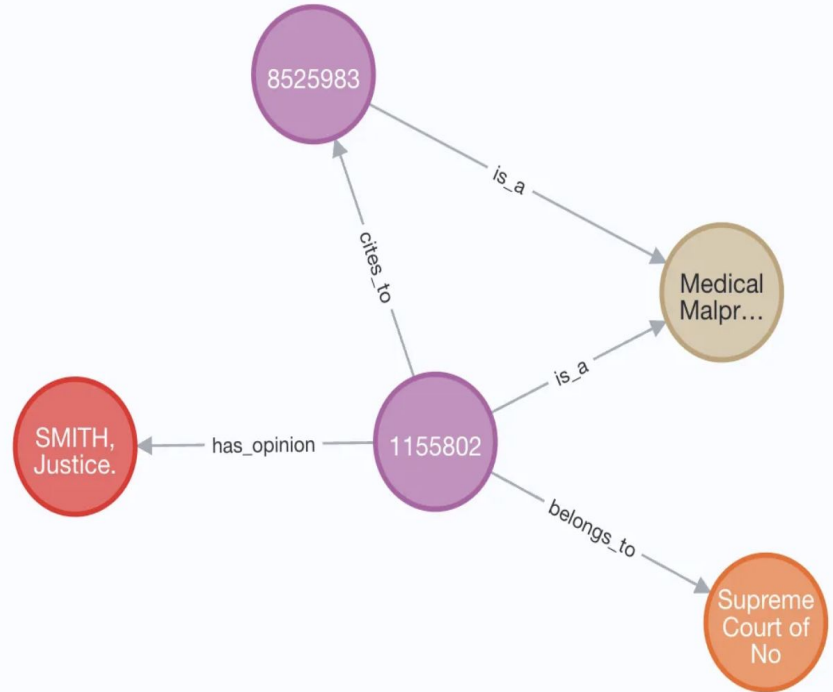 8525983
is_a
cites_to
Medical
Malpr...
is_a
SMITH,
Justice.
has_opinion
1155802
belongs_to
Supreme
Court of
No